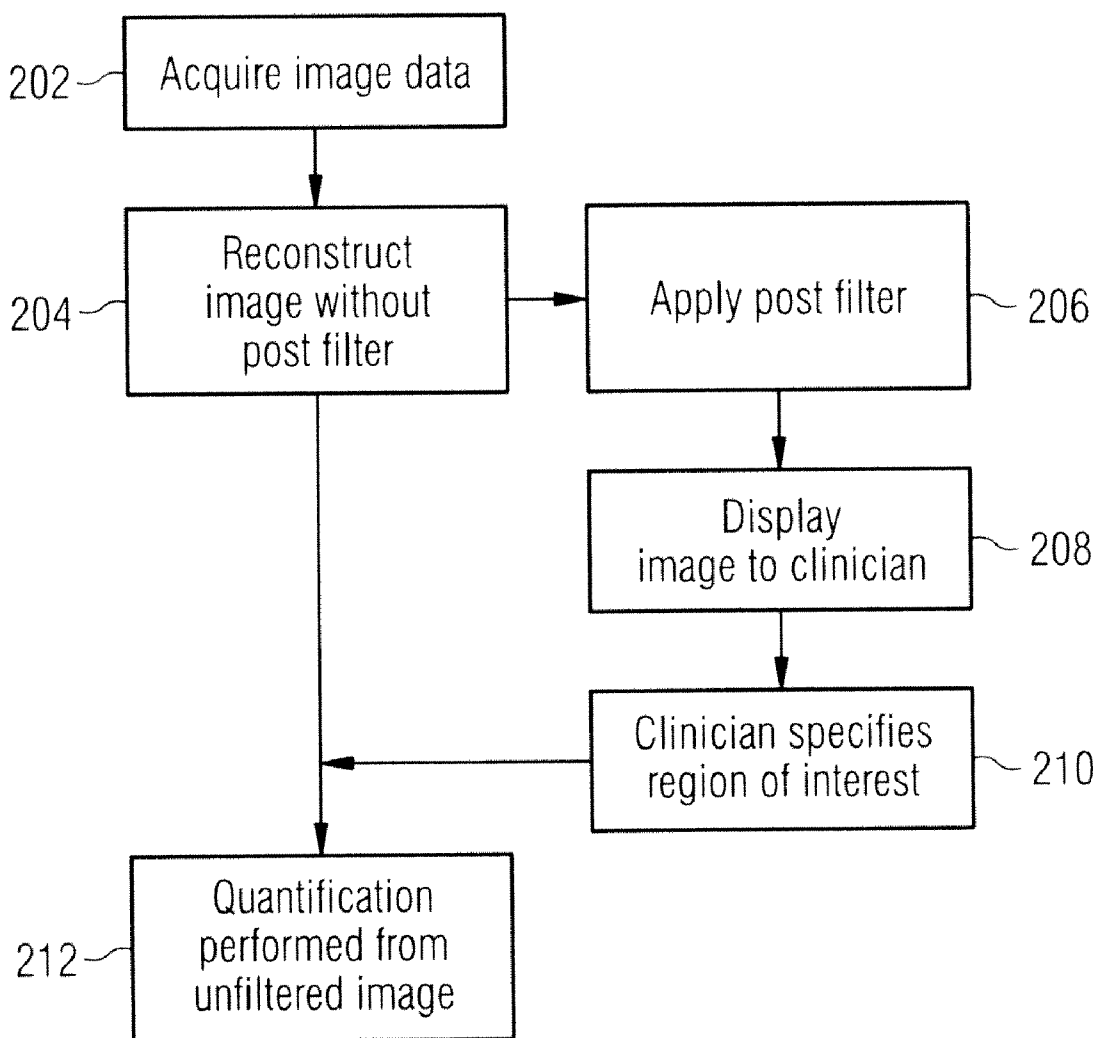 202
Acquire image data
204
Reconstruct
image without
post filter
Apply post filter
206
Display
image to clinician
208
Clinician specifies
region of interest
210
212
Quantification
performed from
unfiltered image